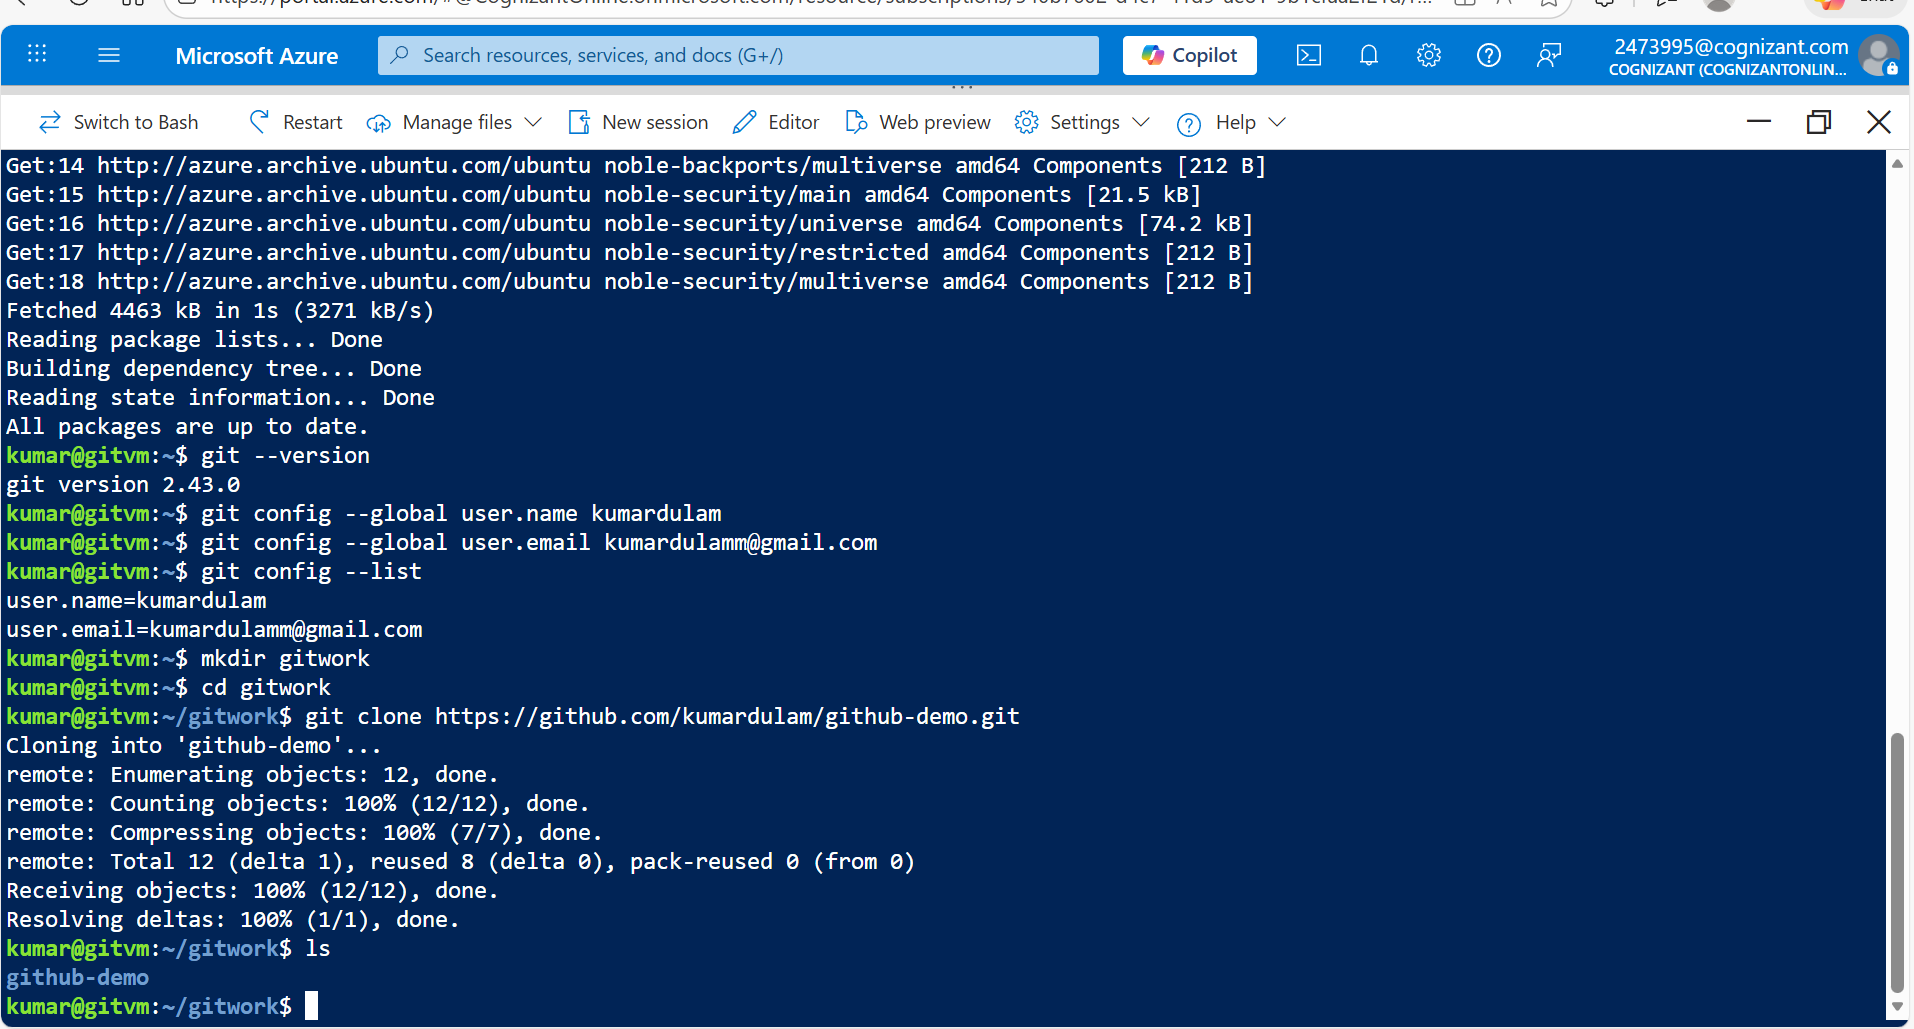 Microsoft Azure
Search resources, services, and docs (G+/)
Copilot
2473995@cognizant.com
COGNIZANT (COGNIZANTONLIN...
Switch to Bash
Restart
Manage files
New session
Editor
Web preview
Settings
Help
Get:14 http://azure.archive.ubuntu.com/ubuntu noble-backports/multiverse amd64 Components [212 B]
Get:15 http://azure.archive.ubuntu.com/ubuntu noble-security/main amd64 Components [21.5 kB]
Get:16 http://azure.archive.ubuntu.com/ubuntu noble-security/universe amd64 Components [74.2 kB]
Get:17 http://azure.archive.ubuntu.com/ubuntu noble-security/restricted amd64 Components [212 B]
Get:18 http://azure.archive.ubuntu.com/ubuntu noble-security/multiverse amd64 Components [212 B]
Fetched 4463 kB in 1s (3271 kB/s)
Reading package lists... Done
Building dependency tree... Done
Reading state information... Done
All packages are up to date.
kumar@gitvm:~$ git --version
git version 2.43.0
kumar@gitvm:~$ git config --global user.name kumardulam
kumar@gitvm:~$ git config --global user.email kumardulamm@gmail.com
kumar@gitvm:~$ git config --list
user.name=kumardulam
user.email=kumardulamm@gmail.com
kumar@gitvm:~$ mkdir gitwork
kumar@gitvm:~$ cd gitwork
kumar@gitvm:~/gitwork$ git clone https://github.com/kumardulam/github-demo.git
Cloning into 'github-demo'...
remote: Enumerating objects: 12, done.
remote: Counting objects: 100% (12/12), done.
remote: Compressing objects: 100% (7/7), done.
remote: Total 12 (delta 1), reused 8 (delta 0), pack-reused 0 (from 0)
Receiving objects: 100% (12/12), done.
Resolving deltas: 100% (1/1), done.
kumar@gitvm:~/gitwork$ ls
github-demo
kumar@gitvm:~/gitwork$